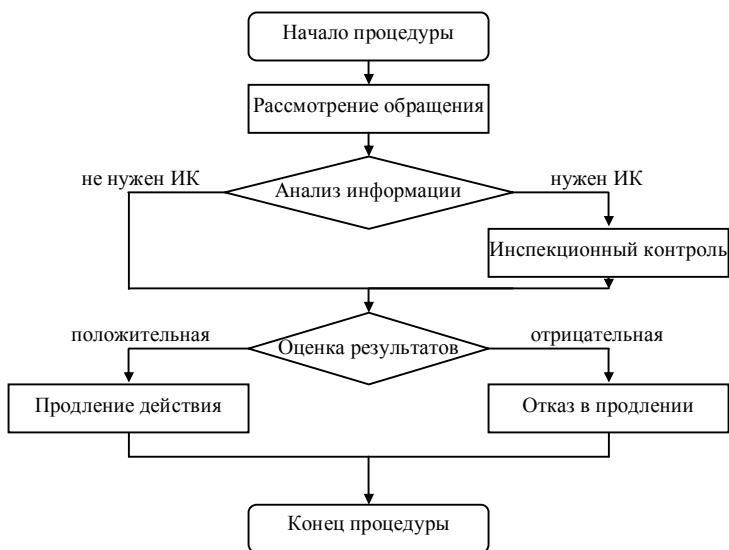 Начало процедуры
Рассмотрение обращения
не нужен ИК
Анализ информации
нужен ИК
Инспекционный контроль
положительная
Оценка результатов
отрицательная
Продление действия
Отказ в продлении
Конец процедуры